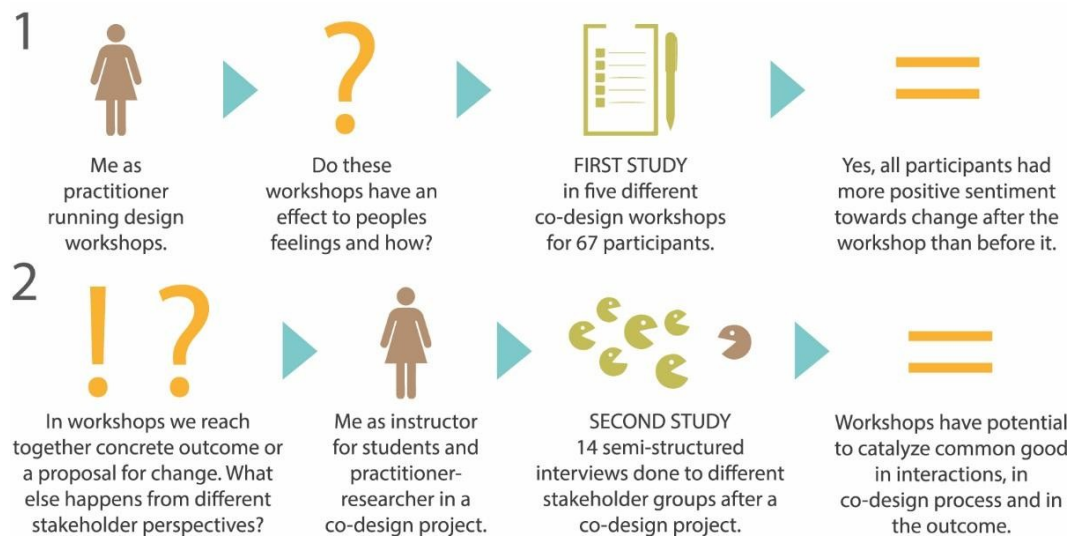 1
Me as
practitioner
running design
workshops.
?
Do these
workshops have an
effect to peoples
feelings and how?
FIRST STUDY
in five different
co-design workshops
for 67 participants.
=
Yes, all participants had
more positive sentiment
towards change after the
workshop than before it.
2
! ?
In workshops we reach
together concrete outcome or
a proposal for change. What
else happens from different
stakeholder perspectives?
Me as instructor
for students and
practitioner-
researcher in a
co-design project.
SECOND STUDY
14 semi-structured
interviews done to different
stakeholder groups after a
co-design project.
=
Workshops have potential
to catalyze common good
in interactions, in
co-design process and in
the outcome.